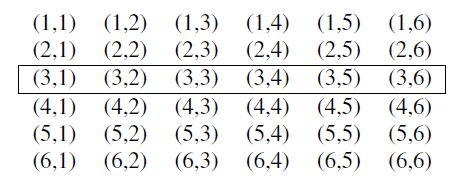 (1,1) (1,2) (1,3) (1,4) (1,5) (1,6)
(2,1) (2,2) (2,3) (2,4) (2,5) (2,6)
(3,1) (3,2) (3,3) (3,4) (3,5) (3,6)
(4,1) (4,2) (4,3) (4,4) (4,5) (4,6)
(5,1) (5,2) (5,3) (5,4) (5,5) (5,6)
(6,1) (6,2) (6,3) (6,4) (6,5) (6,6)